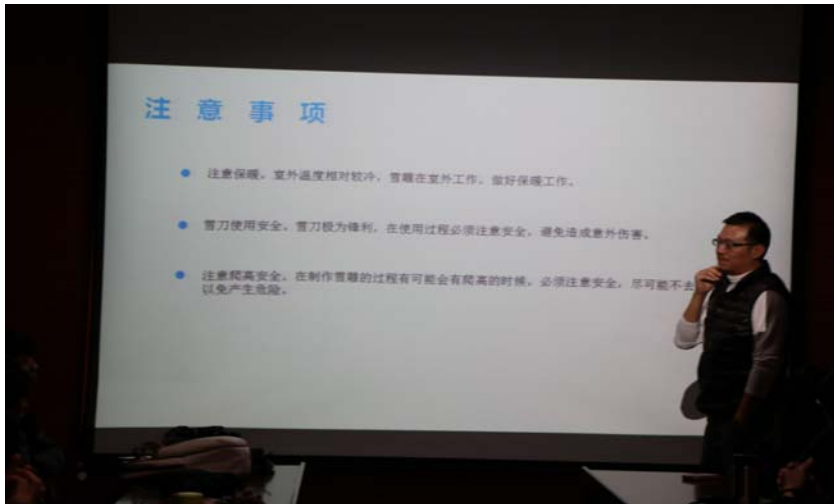 注意事项
注意保暖。室外温度相对较冷，雪雕在室外工作，做好保暖工作。
雪刀使用安全。雪刀极为锋利，在使用过程必须注意安全，避免造成意外伤害。
注意爬高安全。在制作雪雕的过程有可能会有爬高的时候，必须注意安全，尽可能不去
以免产生危险。